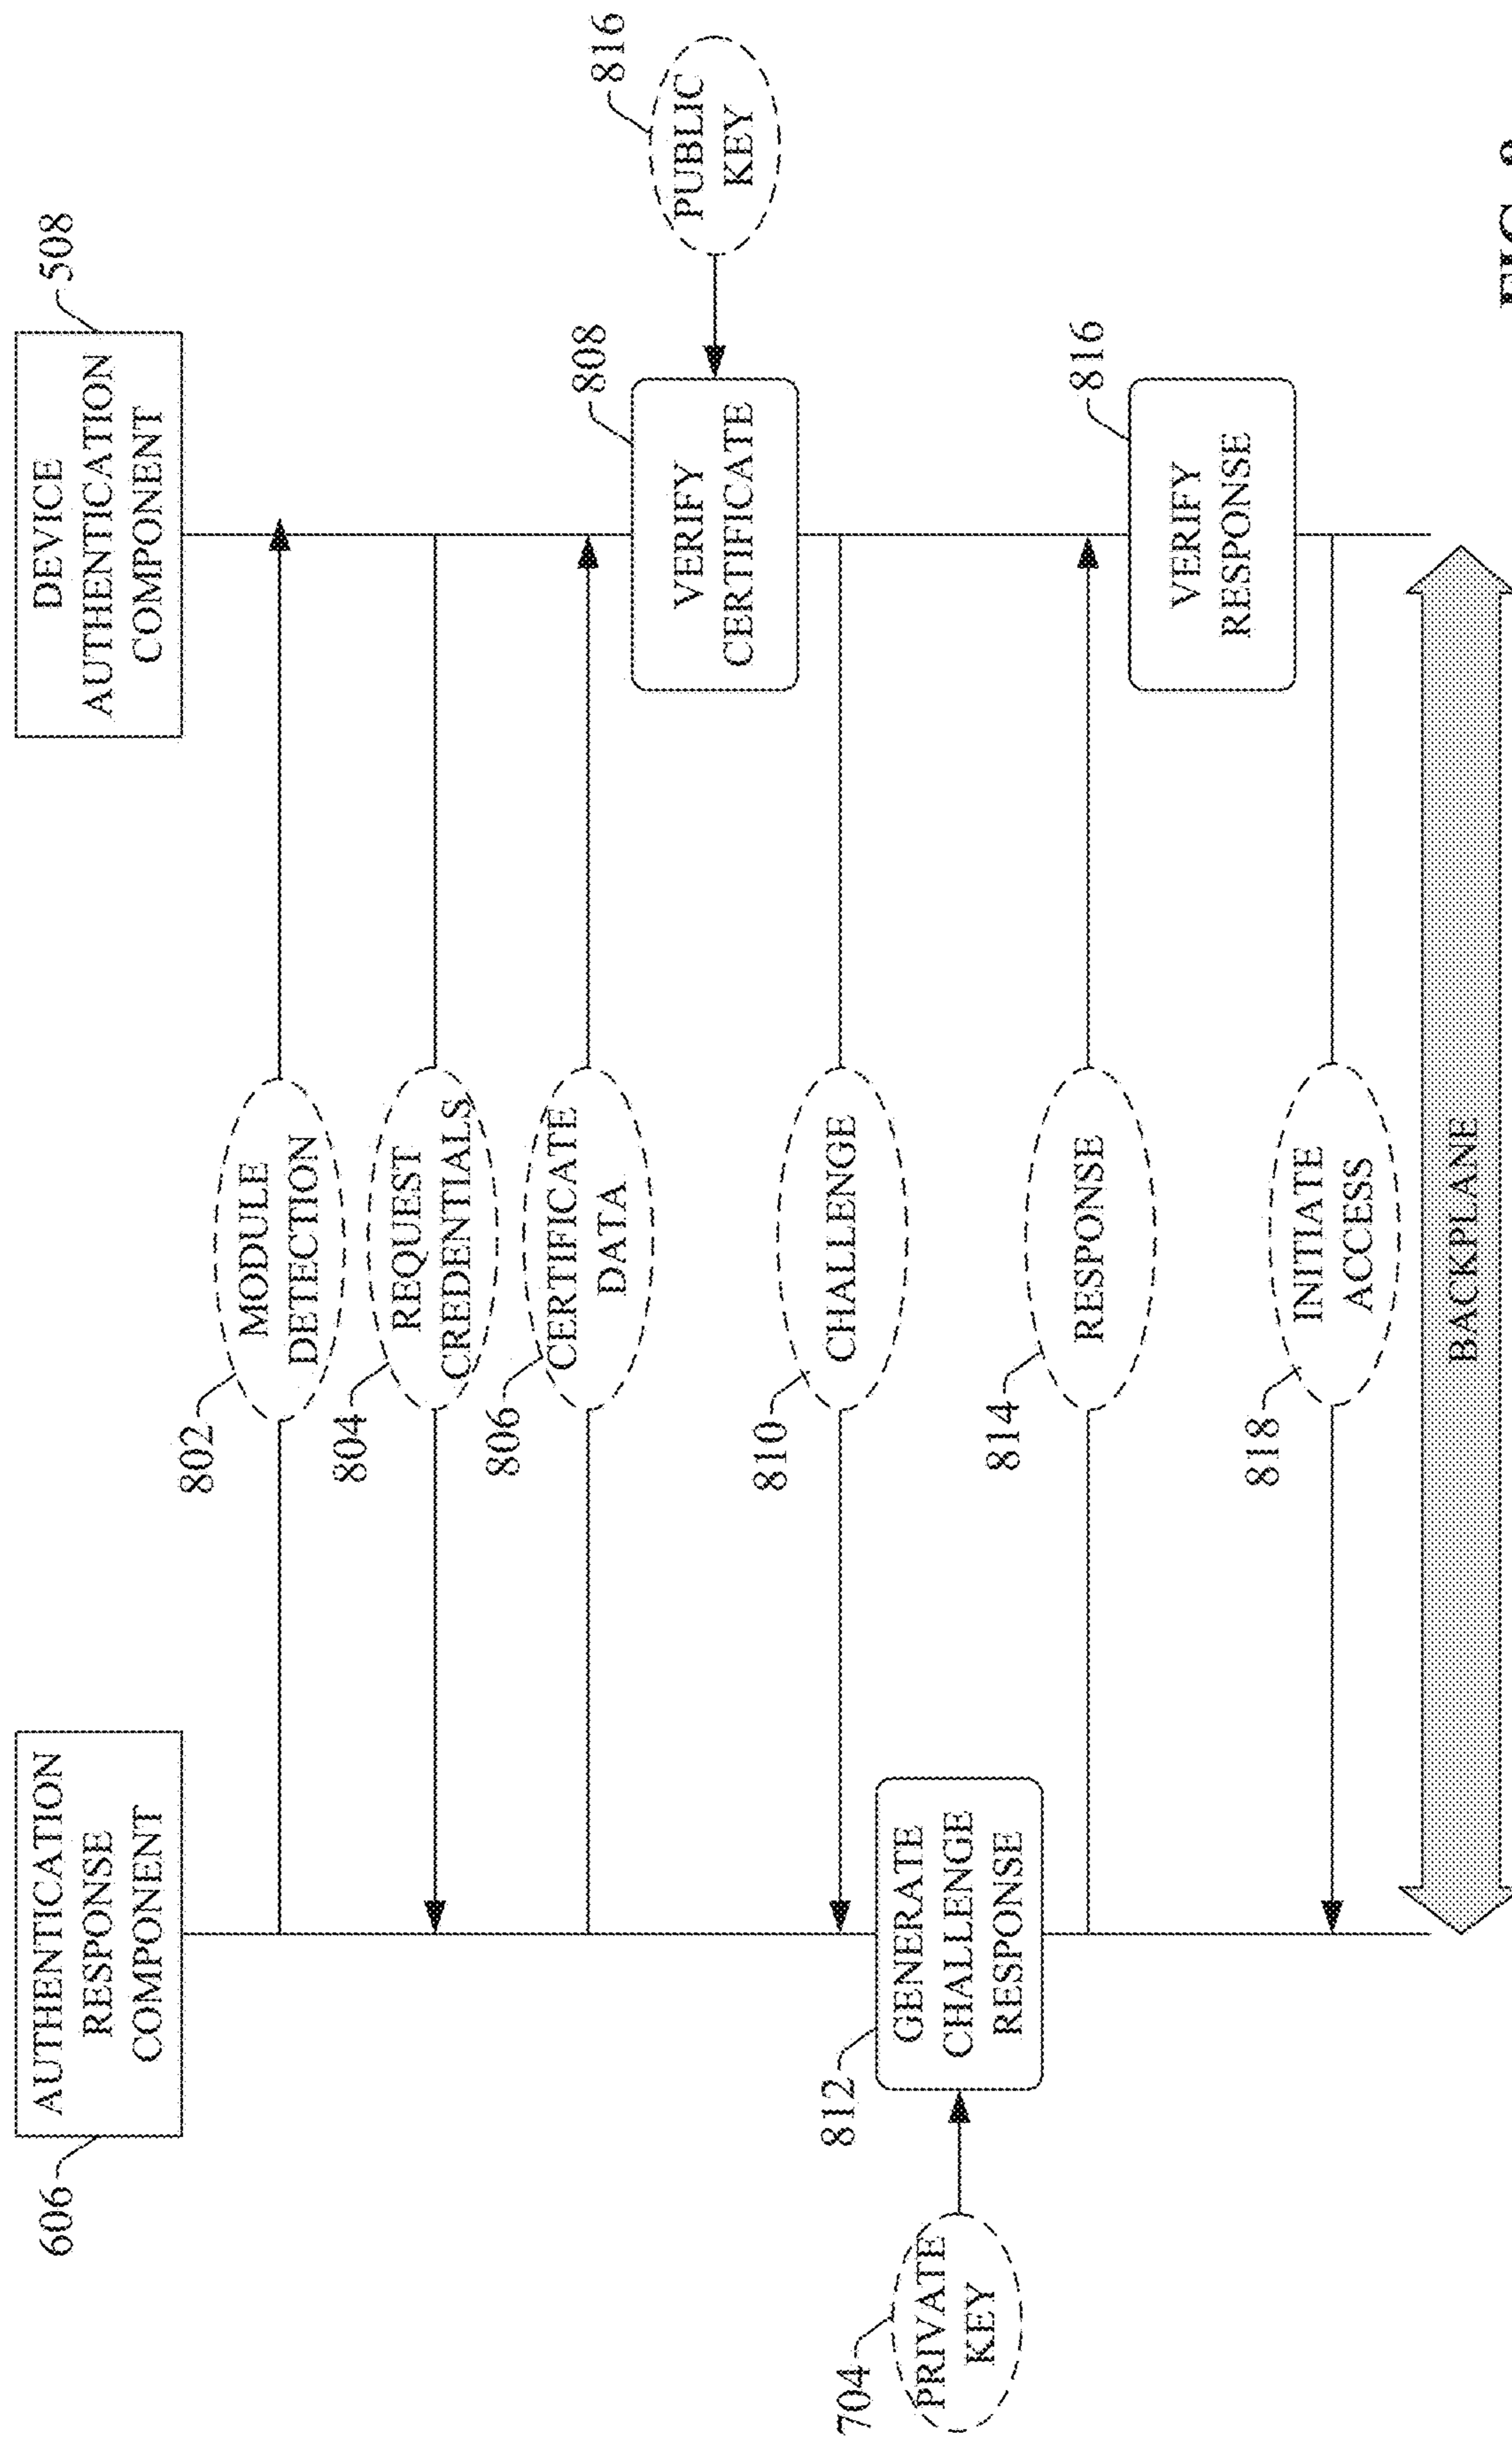 AUTHENTICATION
RESPONSE
COMPONENT
606
DEVICE
AUTHENTICATION
COMPONENT
508
802
MODULE
DETECTION
804
REQUEST
CREDENTIALS
806
CERTIFICATE
DATA
808
VERIFY
CERTIFICATE
816
PUBLIC
KEY
810
CHALLENGE
704
PRIVATE
KEY
812
GENERATE
CHALLENGE
RESPONSE
814
RESPONSE
816
VERIFY
RESPONSE
818
INITIATE
ACCESS
BACKPLANE
FIG. 8